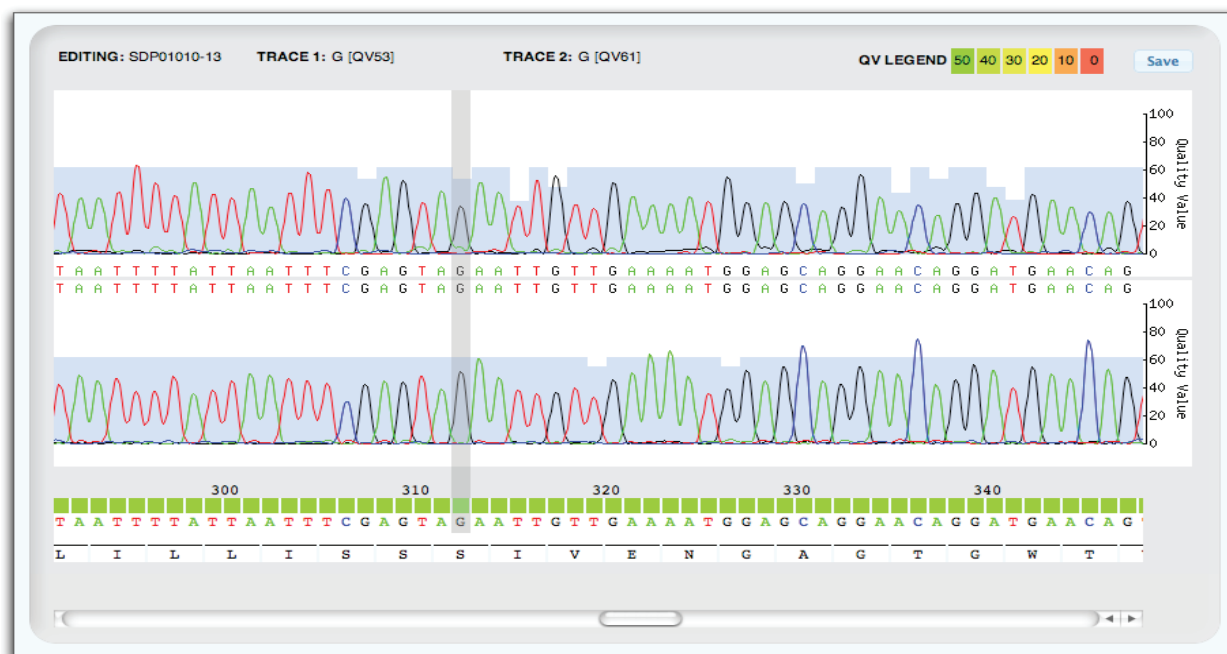 EDITING: SDP01010-13 TRACE 1: G [QV53] TRACE 2: G [QV61] QV LEGEND 50 40 30 20 10 0 Save
100
80
60
40
20
0
Quality Value
T A A T T T T A T T A A T T T C G A G T A G A A T T G T T G A A A A T G G A G C A G G A A C A G G A T G A A C A G
T A A T T T T A T T A A T T T C G A G T A G A A T T G T T G A A A A T G G A G C A G G A A C A G G A T G A A C A G
100
80
60
40
20
0
Quality Value
300 310 320 330 340
T A A T T T T A T T A A T T T C G A G T A G A A T T G T T G A A A A T G G A G C A G G A A C A G G A T G A A C A G
L I L L I S S S I V E N G A G T G W T